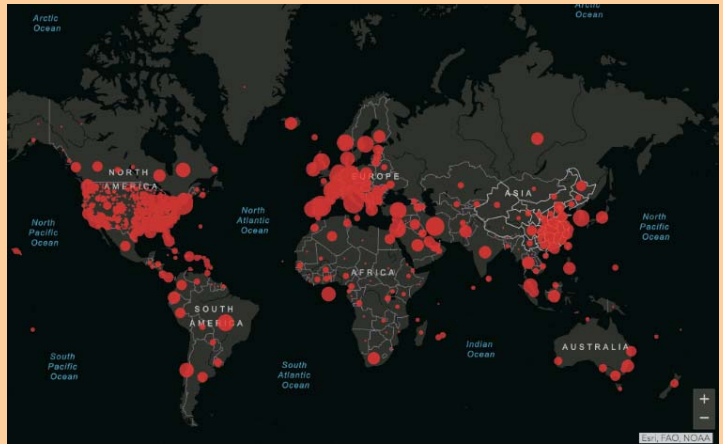 Arctic
Ocean
Arctic
Ocean
NORTH
AMERICA
EUROPE
ASIA
North
Pacific
Ocean
North
Atlantic
Ocean
North
Pacific
Ocean
AFRICA
SOUTH
AMERICA
Indian
Ocean
AUSTRALIA
South
Pacific
Ocean
South
Atlantic
Ocean
+
−
Esri, FAO, NOAA